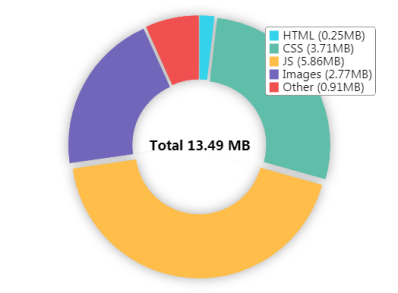 HTML (0.25MB)
CSS (3.71MB)
JS (5.86MB)
Images (2.77MB)
Other (0.91MB)
Total 13.49 MB